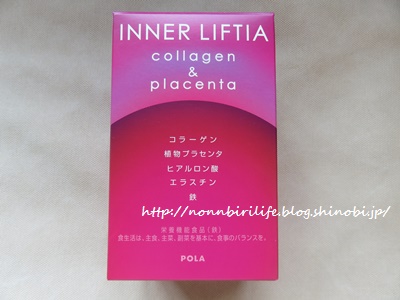 INNER LIFTIA
collagen
&
placenta
コラーゲン
植物プラセンタ
ヒアルロン酸
エラスチン
鉄
http://nonnbirilife.blog.shinobi.jp/
栄養機能食品(鉄)
食生活は、主食、主菜、副菜を基本に、食事のバランスを。
POLA